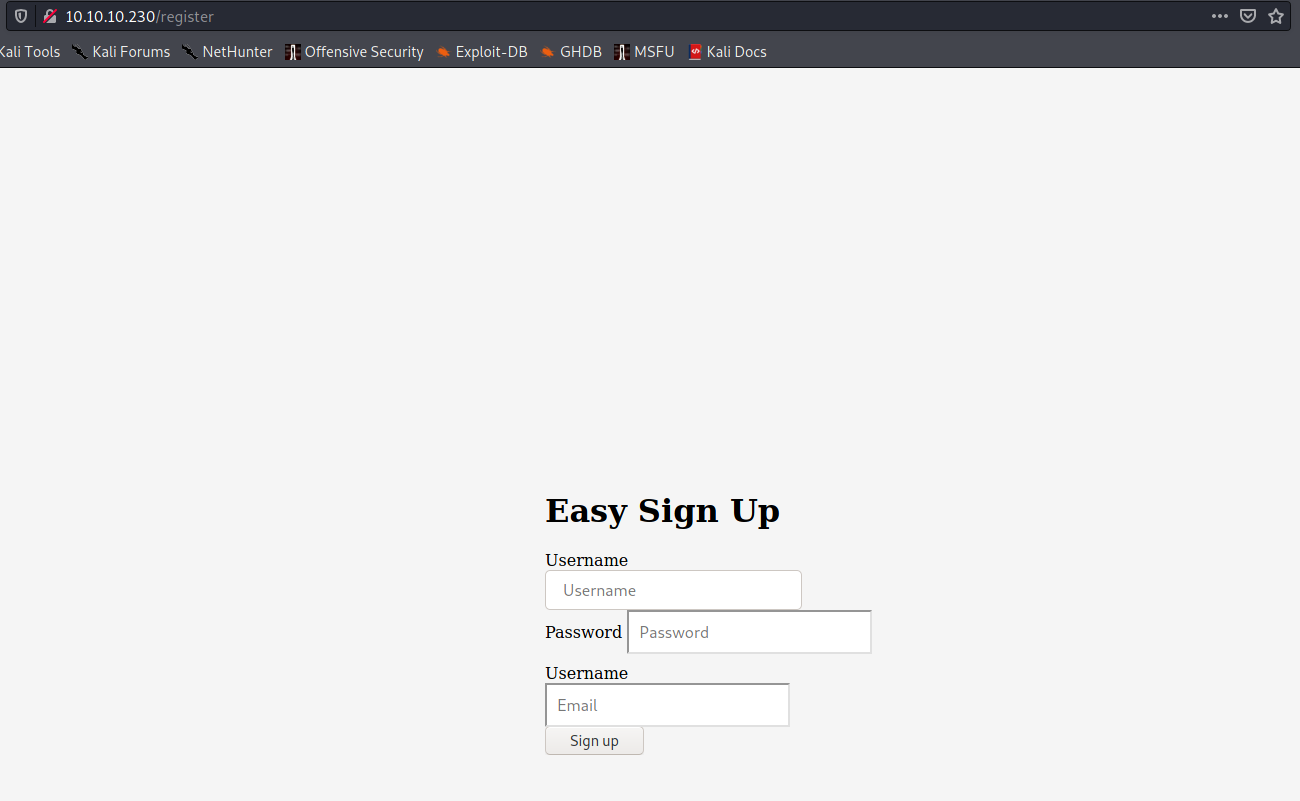 10.10.10.230/register
Kali Tools Kali Forums NetHunter Offensive Security Exploit-DB GHDB MSFU Kali Docs
Easy Sign Up
Username
Username
Password Password
Username
Email
Sign up